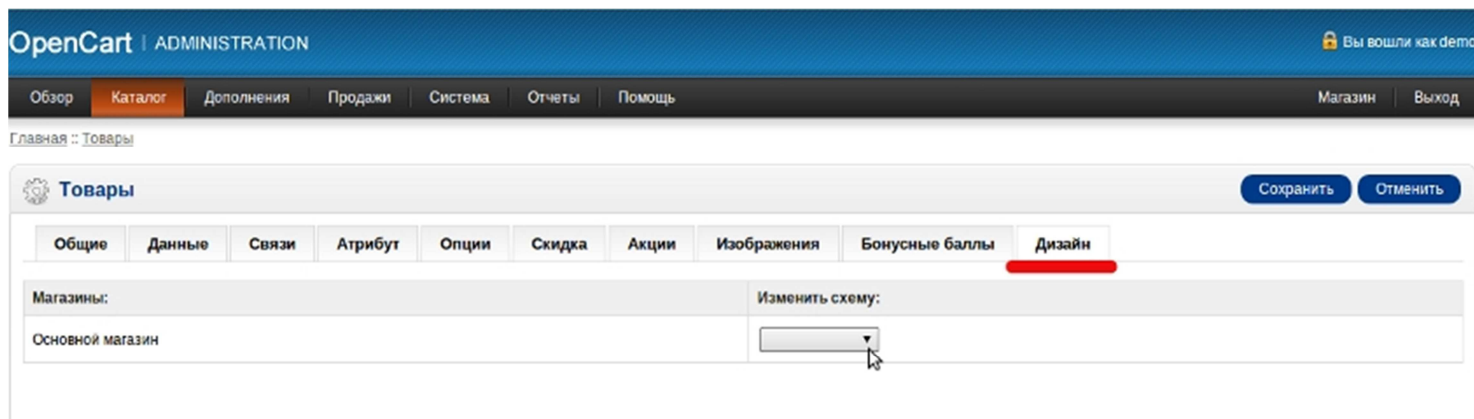 OpenCart | ADMINISTRATION Вы вошли как demo
Обзор Каталог Дополнения Продажи Система Отчеты Помощь Магазин Выход
Главная :: Товары
Товары Сохранить Отменить
Общие Данные Связи Атрибут Опции Скидка Акции Изображения Бонусные баллы Дизайн
Магазины: Изменить схему:
Основной магазин